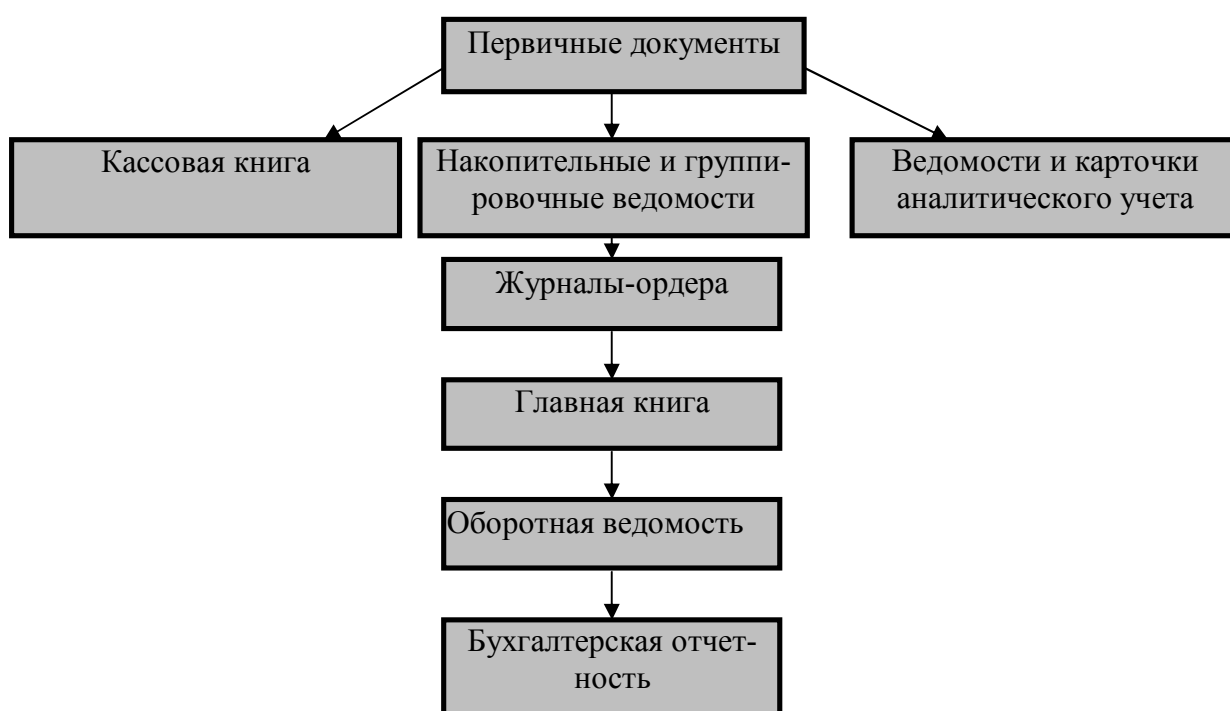 Первичные документы
Кассовая книга
Накопительные и группи-
ровочные ведомости
Ведомости и карточки
аналитического учета
Журналы-ордера
Главная книга
Оборотная ведомость
Бухгалтерская отчет-
ность